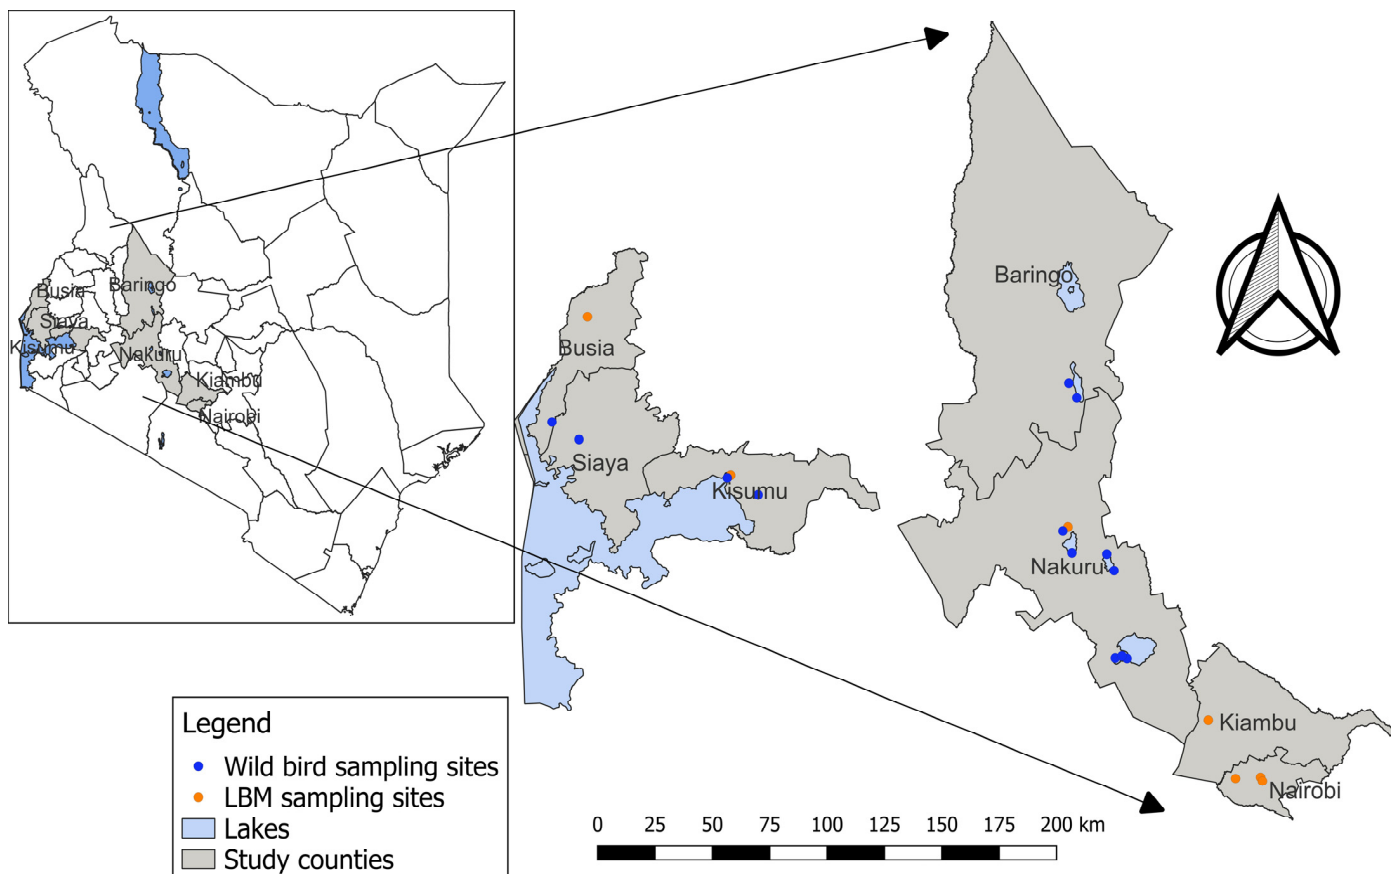 Baringo
Busia
Siaya
Kisumu
Nakuru
Kiambu
Nairobi
Baringo
Busia
Siaya
Kisumu
Nakuru
Kiambu
Nairobi
Legend
Wild bird sampling sites
LBM sampling sites
Lakes
Study counties
0 25 50 75 100 125 150 175 200 km